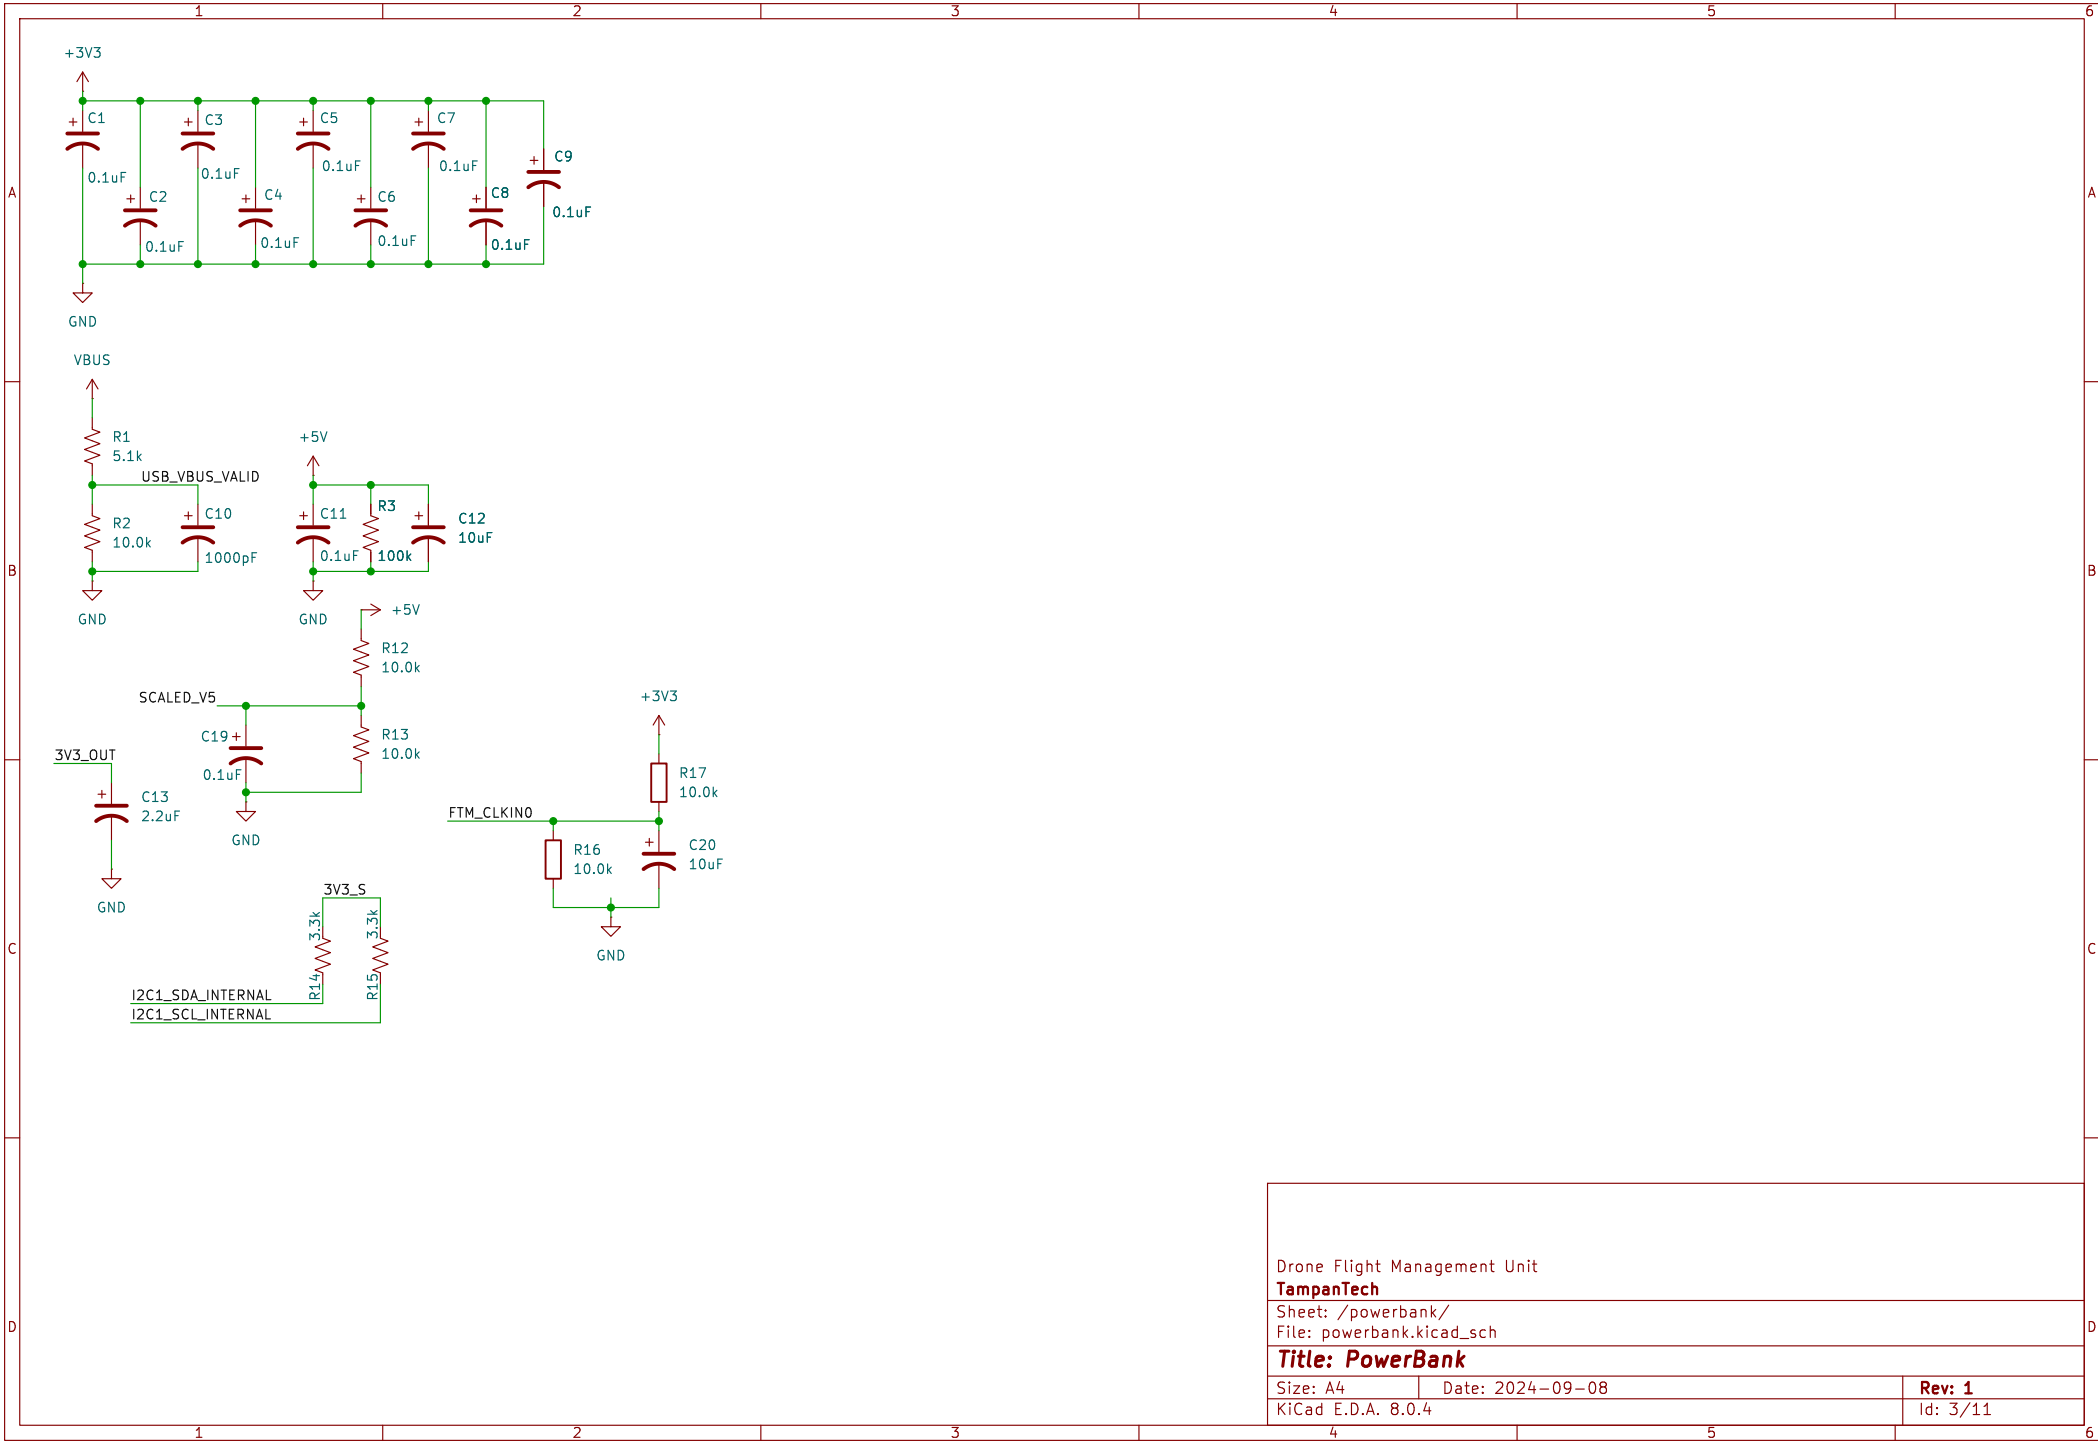 1 2 3 4 5 6
+3V3
C1 C3 C5 C7
+ + + +
C9
+
0.1uF 0.1uF 0.1uF 0.1uF
A A
C2 C4 C6 C8
+ + + +
0.1uF
0.1uF 0.1uF 0.1uF 0.1uF
GND
VBUS
R1
5.1k
+5V
USB_VBUS_VALID
R3
+ C10
+ C11
+ C12
10uF
R2
10.0k
1000pF
0.1uF
100k
B B
GND
GND
+5V
R12
10.0k
SCALED_V5
+3V3
C19 +
0.1uF
R13
10.0k
3V3_OUT
+ C13
2.2uF
R17
10.0k
FTM_CLKIN0
GND
R16
10.0k
+ C20
10uF
GND
3V3_S
3.3k 3.3k
R14 R15
GND
C C
I2C1_SDA_INTERNAL
I2C1_SCL_INTERNAL
Drone Flight Management Unit
TampanTech
Sheet: /powerbank/
File: powerbank.kicad_sch
D D
Title: PowerBank
Size: A4 Date: 2024-09-08 Rev: 1
KiCad E.D.A. 8.0.4 Id: 3/11
1 2 3 4 5 6